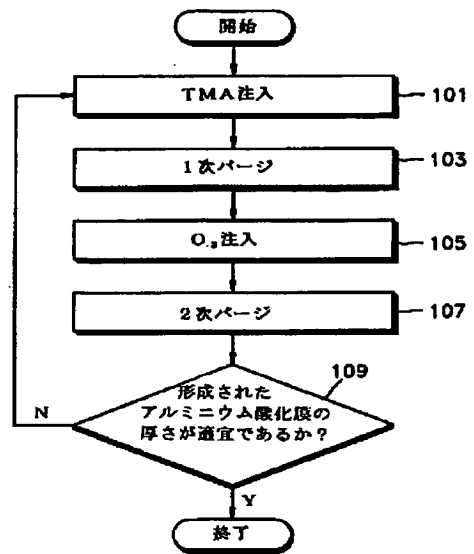 開始
TMA注入
101
1次パージ
103
O₃注入
105
2次パージ
107
109
形成された
アルミニウム酸化膜の
厚さが適宜であるか?
N
Y
終了